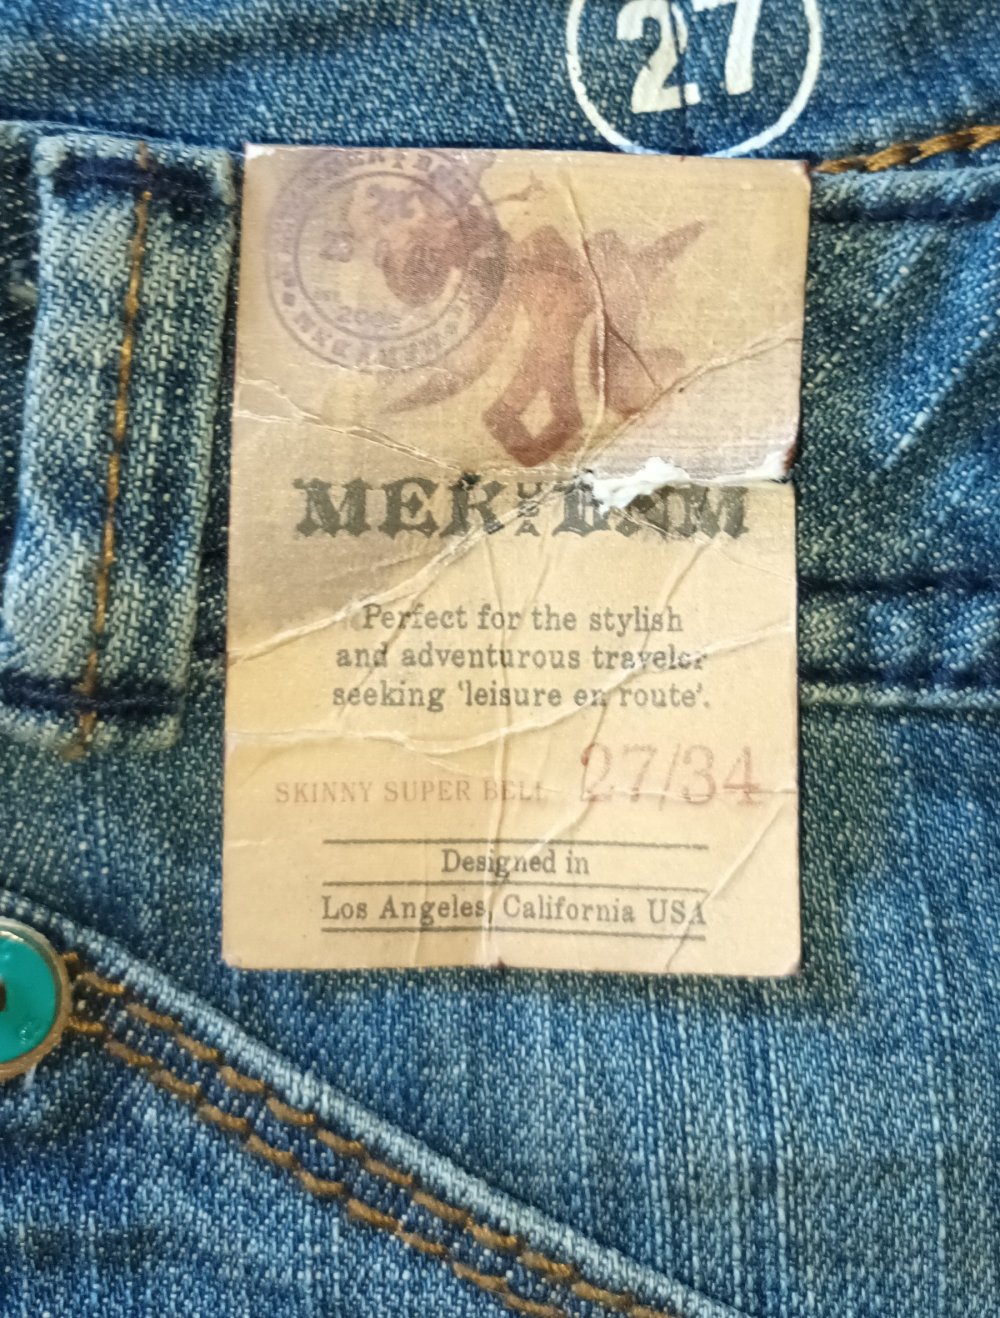 27
MEK USA DNM
Perfect for the stylish
and adventurous traveler
seeking 'leisure en route'.
SKINNY SUPER BELL 27/34
Designed in
Los Angeles, California USA